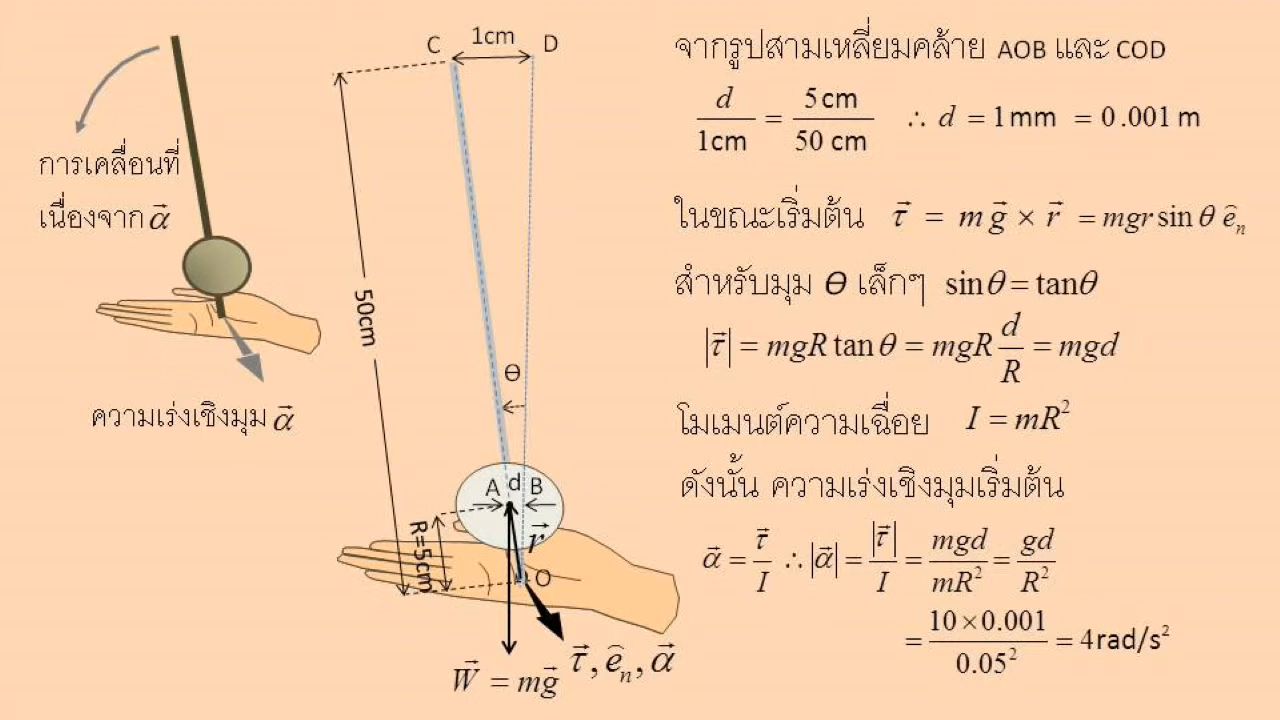 การเคลื่อนที่
เนื่องจาก α⃗
ความเร่งเชิงมุม α⃗
C 1cm D
50cm
θ
A d B
R=5cm
r⃗
O
W⃗ = mg⃗
τ⃗, ê_n, α⃗
จากรูปสามเหลี่ยมคล้าย AOB และ COD
d/1cm = 5cm/50 cm ∴ d = 1mm = 0.001 m
ในขณะเริ่มต้น τ⃗ = mg⃗ × r⃗ = mgr sin θ ê_n
สำหรับมุม θ เล็กๆ sinθ = tanθ
|τ⃗| = mgR tan θ = mgR d/R = mgd
โมเมนต์ความเฉื่อย I = mR²
ดังนั้น ความเร่งเชิงมุมเริ่มต้น
α⃗ = τ⃗/I ∴ |α⃗| = |τ⃗|/I = mgd/mR² = gd/R²
= 10×0.001/0.05² = 4rad/s²